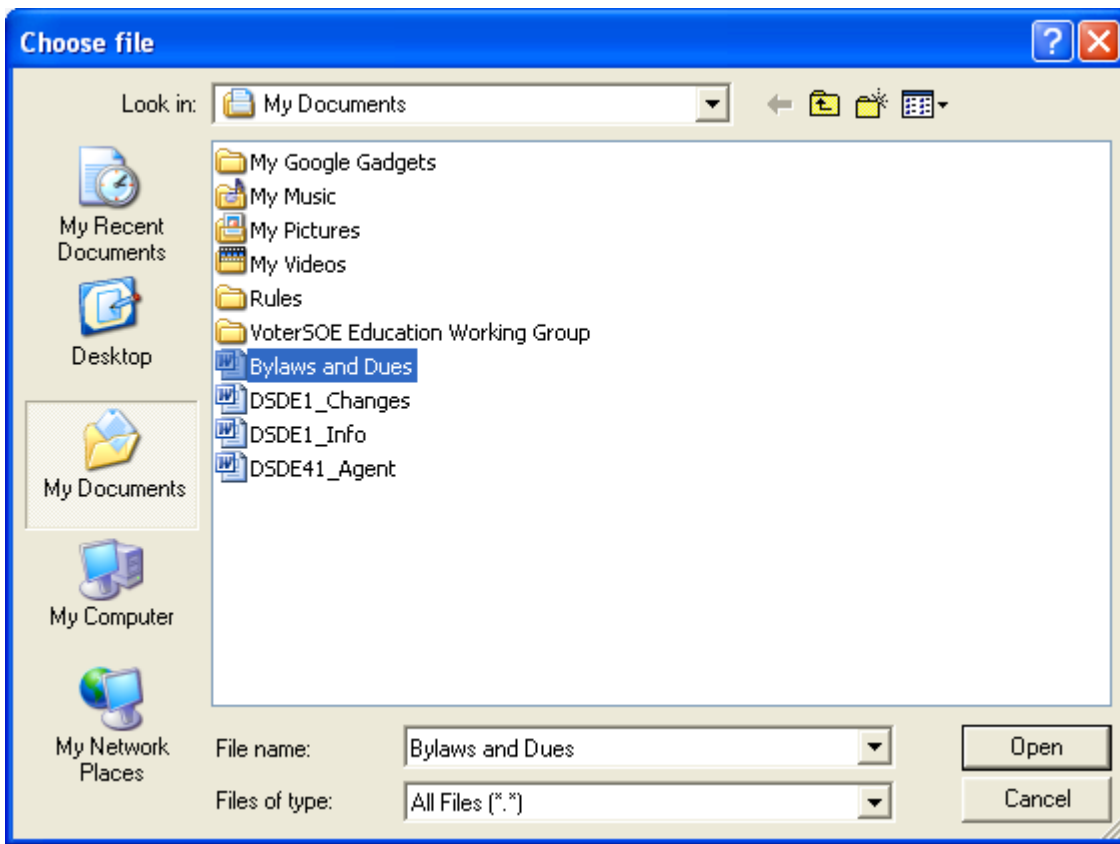 Choose file
Look in: My Documents
My Recent
Documents
Desktop
My Documents
My Computer
My Network
Places
My Google Gadgets
My Music
My Pictures
My Videos
Rules
VoterSOE Education Working Group
Bylaws and Dues
DSDE1_Changes
DSDE1_Info
DSDE41_Agent
File name: Bylaws and Dues Open
Files of type: All Files (*.*) Cancel